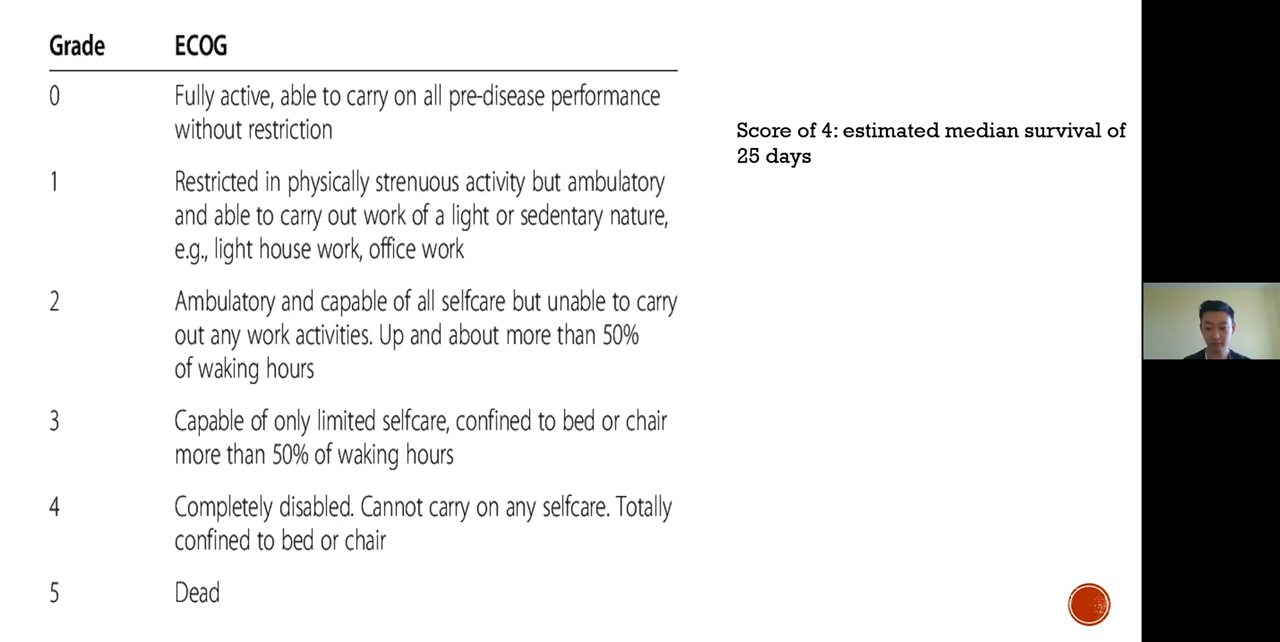 Grade ECOG
0 Fully active, able to carry on all pre-disease performance
without restriction
1 Restricted in physically strenuous activity but ambulatory
and able to carry out work of a light or sedentary nature,
e.g., light house work, office work
2 Ambulatory and capable of all selfcare but unable to carry
out any work activities. Up and about more than 50%
of waking hours
3 Capable of only limited selfcare, confined to bed or chair
more than 50% of waking hours
4 Completely disabled. Cannot carry on any selfcare. Totally
confined to bed or chair
5 Dead
Score of 4: estimated median survival of
25 days